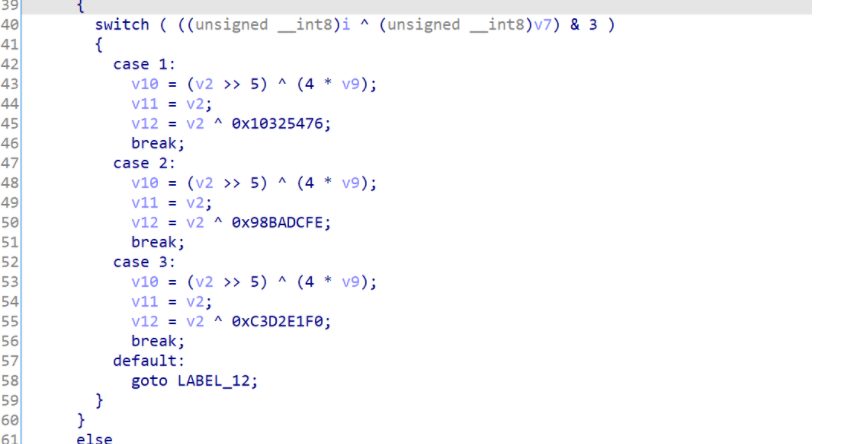 39 {
40 switch ( ((unsigned __int8)i ^ (unsigned __int8)v7) & 3 )
41 {
42 case 1:
43 v10 = (v2 >> 5) ^ (4 * v9);
44 v11 = v2;
45 v12 = v2 ^ 0x10325476;
46 break;
47 case 2:
48 v10 = (v2 >> 5) ^ (4 * v9);
49 v11 = v2;
50 v12 = v2 ^ 0x98BADCFE;
51 break;
52 case 3:
53 v10 = (v2 >> 5) ^ (4 * v9);
54 v11 = v2;
55 v12 = v2 ^ 0xC3D2E1F0;
56 break;
57 default:
58 goto LABEL_12;
59 }
60 }
61 else